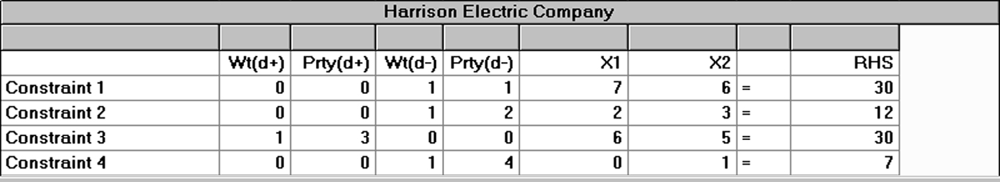 Harrison Electric Company
Wt(d+) Prty(d+) Wt(d-) Prty(d-) X1 X2 RHS
Constraint 1 0 0 1 1 7 6 = 30
Constraint 2 0 0 1 2 2 3 = 12
Constraint 3 1 3 0 0 6 5 = 30
Constraint 4 0 0 1 4 0 1 = 7